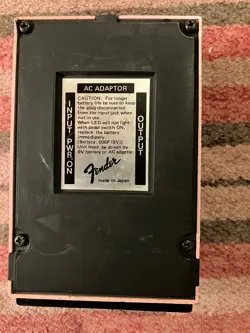 AC ADAPTOR
INPUT PWR ON
CAUTION: For longer
battery life be sure to keep
the plug disconnected
from the input jack when
not in use.
When LED will not light
with pedal switch ON,
replace the battery
immediately.
(Battery: 006P (9V))
Unit must be driven by
9V battery or AC adaptor.
OUTPUT
Fender
made in Japan